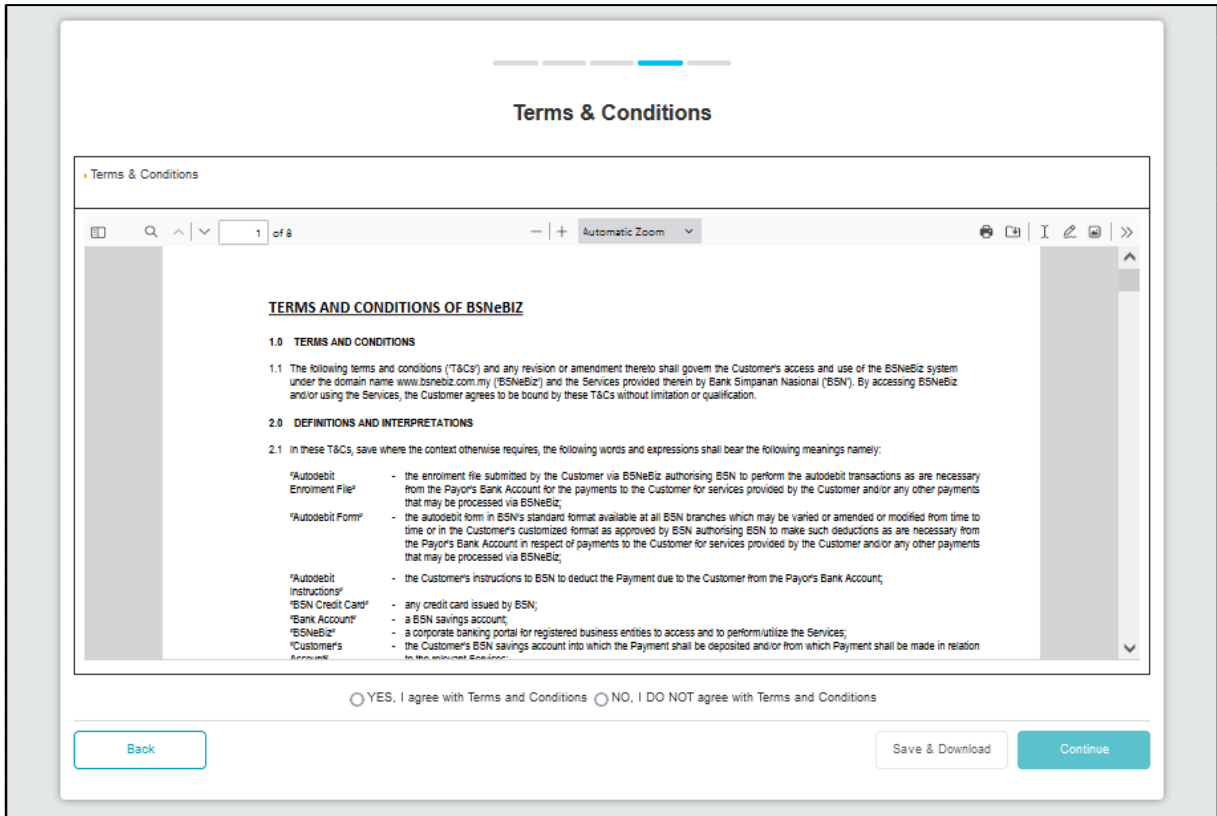 Terms & Conditions
Terms & Conditions
1 of 8
Automatic Zoom
TERMS AND CONDITIONS OF BSNeBIZ
1.0 TERMS AND CONDITIONS
1.1 The following terms and conditions ("T&Cs") and any revision or amendment thereto shall govern the Customer's access and use of the BSNeBiz system
under the domain name www.bsnebiz.com.my ("BSNeBiz") and the Services provided therein by Bank Simpanan Nasional ("BSN"). By accessing BSNeBiz
and/or using the Services, the Customer agrees to be bound by these T&Cs without limitation or qualification.
2.0 DEFINITIONS AND INTERPRETATIONS
2.1 In these T&Cs, save where the context otherwise requires, the following words and expressions shall bear the following meanings namely:
"Autodebit - the enrolment file submitted by the Customer via BSNeBiz authorising BSN to perform the autodebit transactions as are necessary
Enrolment File" from the Payor's Bank Account for the payments to the Customer for services provided by the Customer and/or any other payments
that may be processed via BSNeBiz;
"Autodebit Form" - the autodebit form in BSN's standard format available at all BSN branches which may be varied or amended or modified from time to
time or in the Customer's customized format as approved by BSN authorising BSN to make such deductions as are necessary from
the Payor's Bank Account in respect of payments to the Customer for services provided by the Customer and/or any other payments
that may be processed via BSNeBiz;
"Autodebit - the Customer's instructions to BSN to deduct the Payment due to the Customer from the Payor's Bank Account;
Instructions"
"BSN Credit Card" - any credit card issued by BSN;
"Bank Account" - a BSN savings account;
"BSNeBiz" - a corporate banking portal for registered business entities to access and to perform/utilize the Services;
"Customer's - the Customer's BSN savings account into which the Payment shall be deposited and/or from which Payment shall be made in relation
Account" to the relevant Services;
YES, I agree with Terms and Conditions NO, I DO NOT agree with Terms and Conditions
Back Save & Download Continue